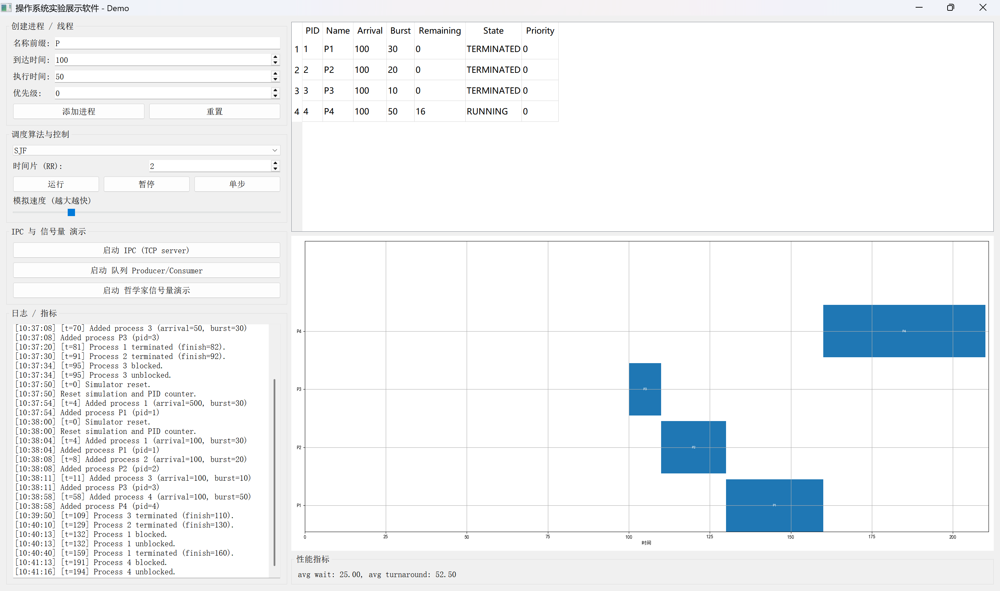 操作系统实验展示软件 - Demo
创建进程 / 线程
名称前缀: P
到达时间: 100
执行时间: 50
优先级: 0
添加进程 重置
调度算法与控制
SJF
时间片 (RR): 2
运行 暂停 单步
模拟速度 (越大越快)
IPC 与 信号量 演示
启动 IPC (TCP server)
启动 队列 Producer/Consumer
启动 哲学家信号量演示
日志 / 指标
[10:37:08] [t=70] Added process 3 (arrival=50, burst=30)
[10:37:08] Added process P3 (pid=3)
[10:37:20] [t=81] Process 1 terminated (finish=82).
[10:37:30] [t=91] Process 2 terminated (finish=92).
[10:37:34] [t=95] Process 3 blocked.
[10:37:34] [t=95] Process 3 unblocked.
[10:37:50] [t=0] Simulator reset.
[10:37:50] Reset simulation and PID counter.
[10:37:54] [t=4] Added process 1 (arrival=500, burst=30)
[10:37:54] Added process P1 (pid=1)
[10:38:00] [t=0] Simulator reset.
[10:38:00] Reset simulation and PID counter.
[10:38:04] [t=4] Added process 1 (arrival=100, burst=30)
[10:38:04] Added process P1 (pid=1)
[10:38:08] [t=8] Added process 2 (arrival=100, burst=20)
[10:38:08] Added process P2 (pid=2)
[10:38:11] [t=11] Added process 3 (arrival=100, burst=10)
[10:38:11] Added process P3 (pid=3)
[10:38:58] [t=58] Added process 4 (arrival=100, burst=50)
[10:38:58] Added process P4 (pid=4)
[10:39:50] [t=109] Process 3 terminated (finish=110).
[10:40:10] [t=129] Process 2 terminated (finish=130).
[10:40:13] [t=132] Process 1 blocked.
[10:40:13] [t=132] Process 1 unblocked.
[10:40:40] [t=159] Process 1 terminated (finish=160).
[10:41:13] [t=191] Process 4 blocked.
[10:41:16] [t=194] Process 4 unblocked.
PID Name Arrival Burst Remaining State Priority
1 1 P1 100 30 0 TERMINATED 0
2 2 P2 100 20 0 TERMINATED 0
3 3 P3 100 10 0 TERMINATED 0
4 4 P4 100 50 16 RUNNING 0
P4 P4
P3 P3
P2 P2
P1 P1
0 25 50 75 100 125 150 175 200
时间
性能指标
avg wait: 25.00, avg turnaround: 52.50